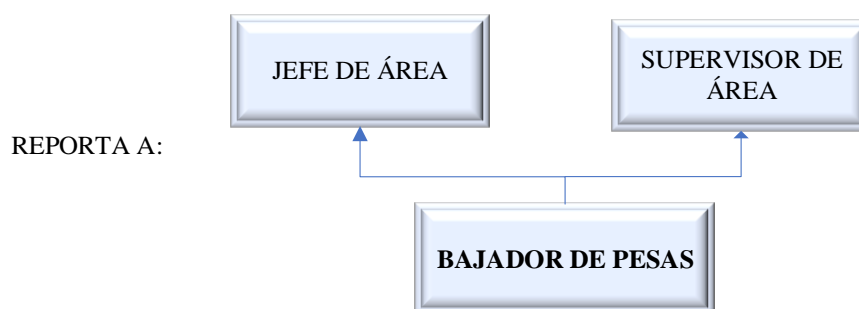 JEFE DE ÁREA
SUPERVISOR DE
ÁREA
REPORTA A:
BAJADOR DE PESAS